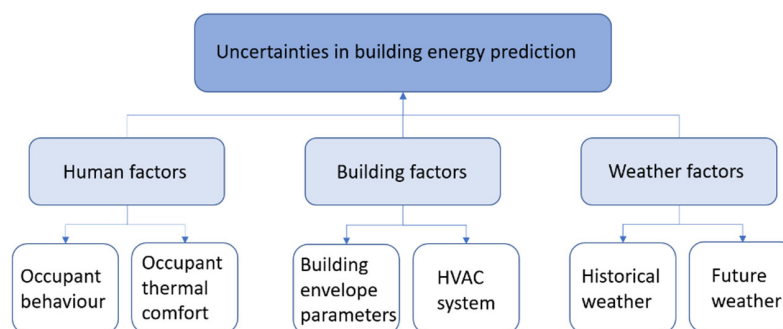 Uncertainties in building energy prediction
Human factors
Building factors
Weather factors
Occupant
behaviour
Occupant
thermal
comfort
Building
envelope
parameters
HVAC
system
Historical
weather
Future
weather